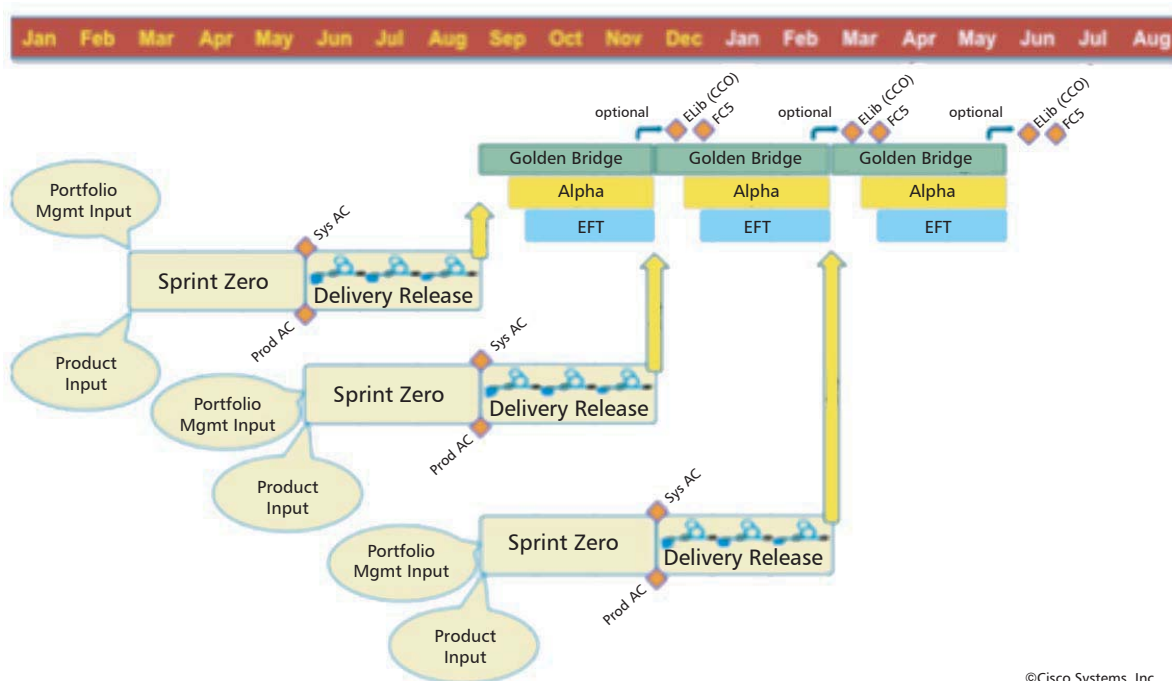 Jan Feb Mar Apr May Jun Jul Aug Sep Oct Nov Dec Jan Feb Mar Apr May Jun Jul Aug
optional
ELib (CCO)
FC5
optional
ELib (CCO)
FC5
optional
ELib (CCO)
FC5
Golden Bridge
Golden Bridge
Golden Bridge
Alpha
Alpha
Alpha
EFT
EFT
EFT
Portfolio
Mgmt Input
Sys AC
Sprint Zero
Delivery Release
Prod AC
Product
Input
Sys AC
Portfolio
Mgmt Input
Sprint Zero
Delivery Release
Prod AC
Product
Input
Sys AC
Portfolio
Mgmt Input
Sprint Zero
Delivery Release
Prod AC
Product
Input
©Cisco Systems, Inc.